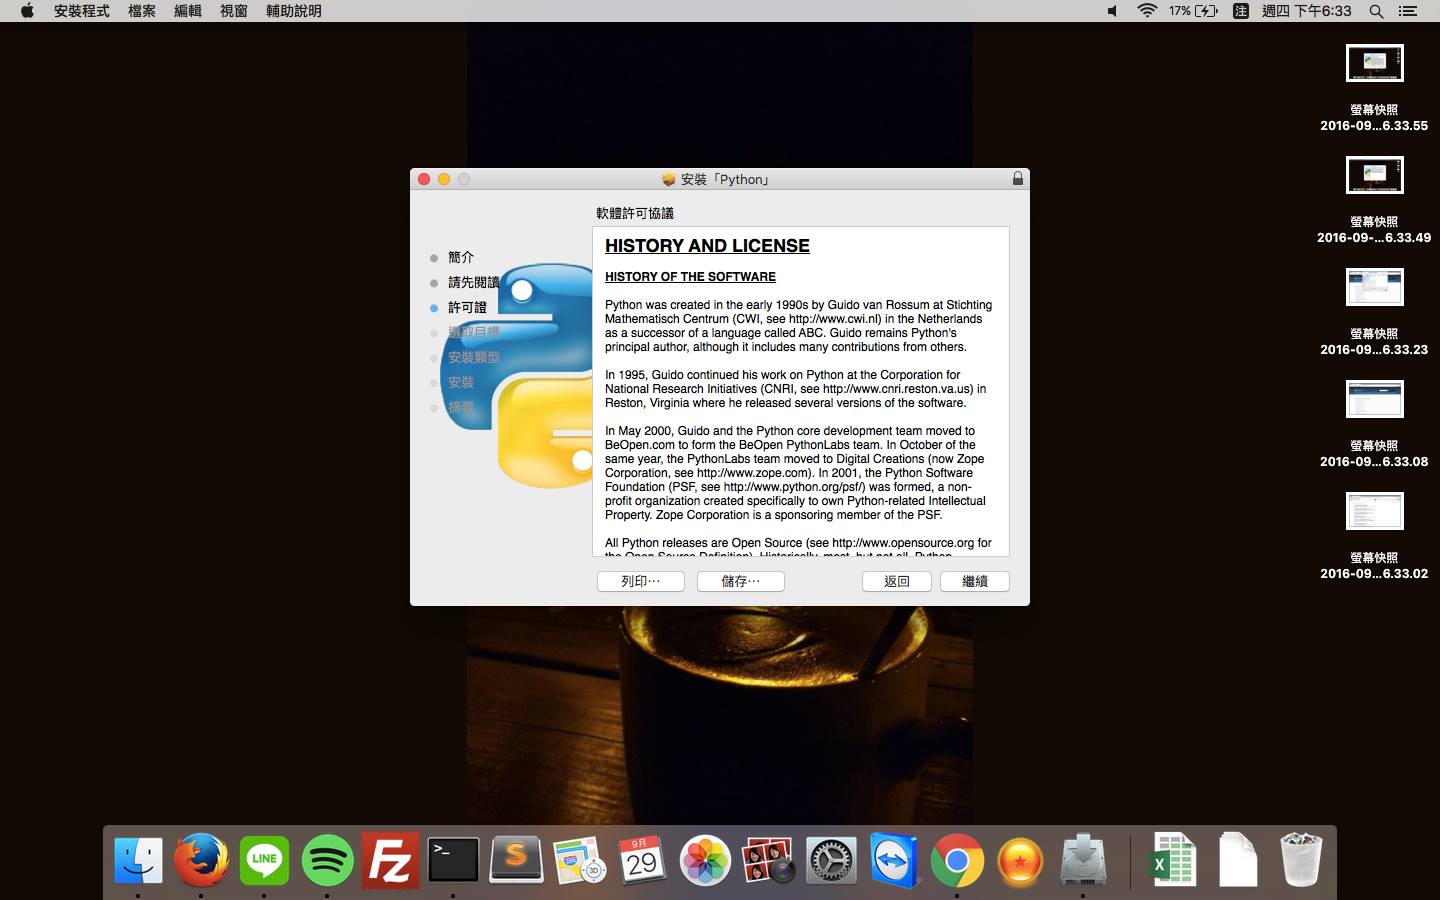 安裝程式 檔案 編輯 視窗 輔助說明
17% 注 週四 下午6:33
螢幕快照
2016-09...6.33.55
螢幕快照
2016-09-...6.33.49
螢幕快照
2016-09...6.33.23
螢幕快照
2016-09...6.33.08
螢幕快照
2016-09...6.33.02
安裝「Python」
簡介
請先閱讀
許可證
選取目標
安裝類型
安裝
摘要
軟體許可協議
HISTORY AND LICENSE
HISTORY OF THE SOFTWARE
Python was created in the early 1990s by Guido van Rossum at Stichting
Mathematisch Centrum (CWI, see http://www.cwi.nl) in the Netherlands
as a successor of a language called ABC. Guido remains Python's
principal author, although it includes many contributions from others.
In 1995, Guido continued his work on Python at the Corporation for
National Research Initiatives (CNRI, see http://www.cnri.reston.va.us) in
Reston, Virginia where he released several versions of the software.
In May 2000, Guido and the Python core development team moved to
BeOpen.com to form the BeOpen PythonLabs team. In October of the
same year, the PythonLabs team moved to Digital Creations (now Zope
Corporation, see http://www.zope.com). In 2001, the Python Software
Foundation (PSF, see http://www.python.org/psf/) was formed, a non-
profit organization created specifically to own Python-related Intellectual
Property. Zope Corporation is a sponsoring member of the PSF.
All Python releases are Open Source (see http://www.opensource.org for
the Open Source Definition). Historically, most, but not all, Python
列印⋯ 儲存⋯ 返回 繼續
LINE
Fz
>_
S
280
3D
9月
29
X